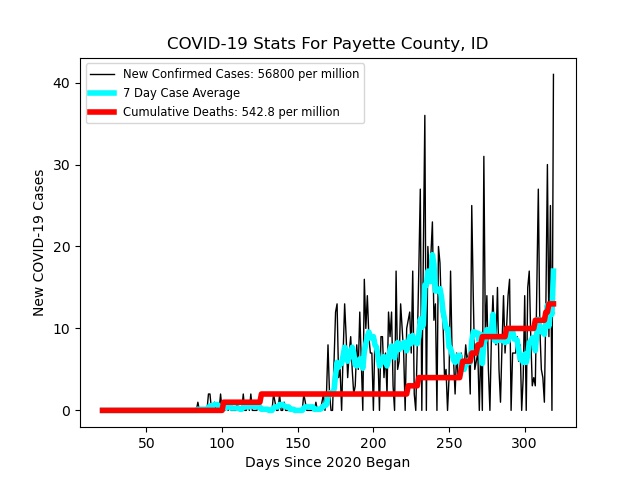 COVID-19 Stats For Payette County, ID
New Confirmed Cases: 56800 per million
7 Day Case Average
Cumulative Deaths: 542.8 per million
New COVID-19 Cases
40
30
20
10
0
50 100 150 200 250 300
Days Since 2020 Began